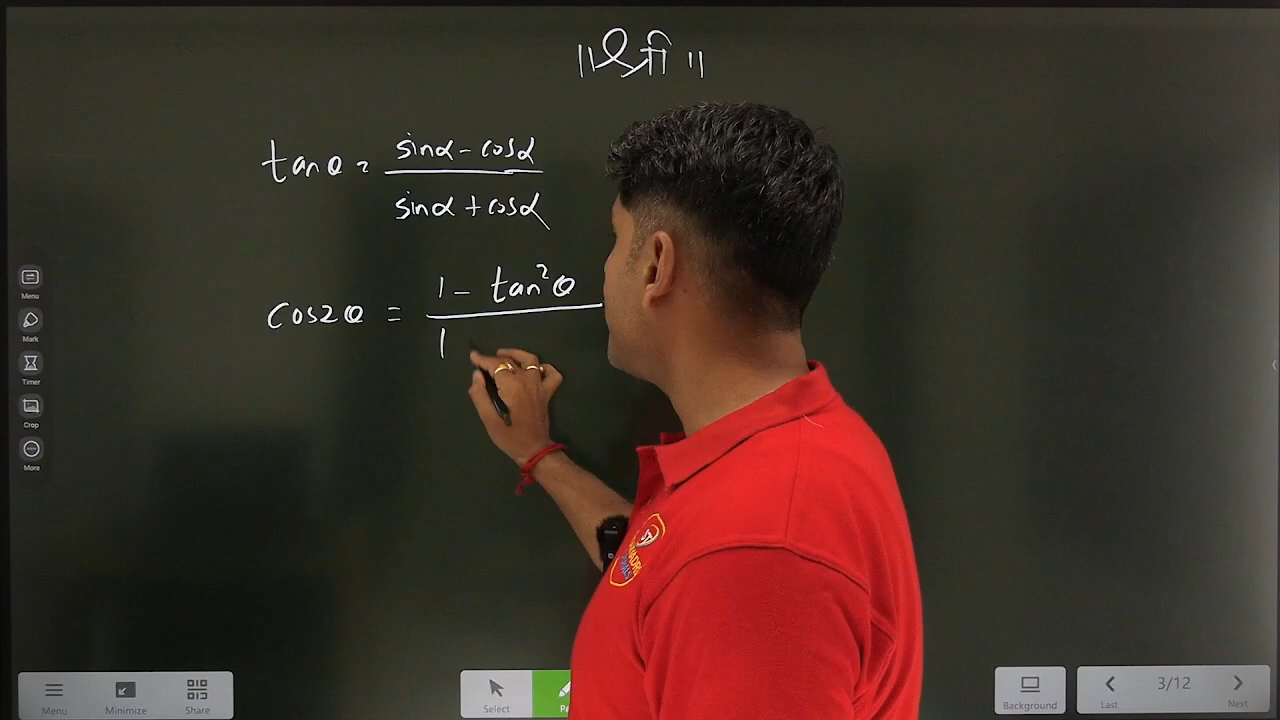 ॥ श्री ॥
tanθ = sinα - cosα
sinα + cosα
cos2θ = 1 - tan²θ
1
Menu
Mark
Timer
Crop
More
Menu
Minimize
Share
Select
Background
Last
3/12
Next